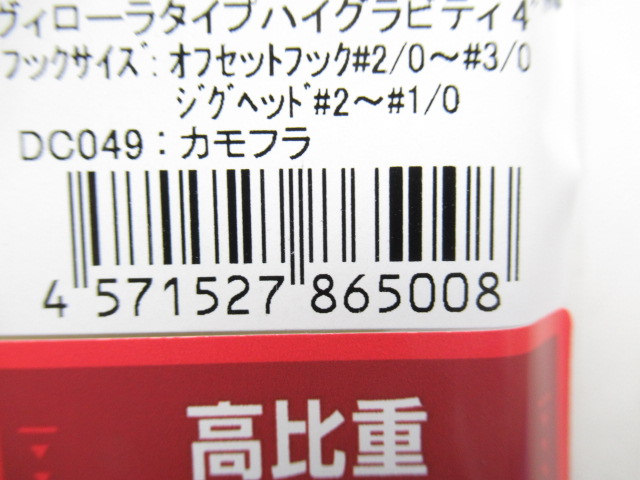 ヴィローラタイプハイグラビティ4"
フックサイズ:オフセットフック#2/0～#3/0
ジグヘッド#2～#1/0
DC049:カモフラ
4 571527 865008
高比重